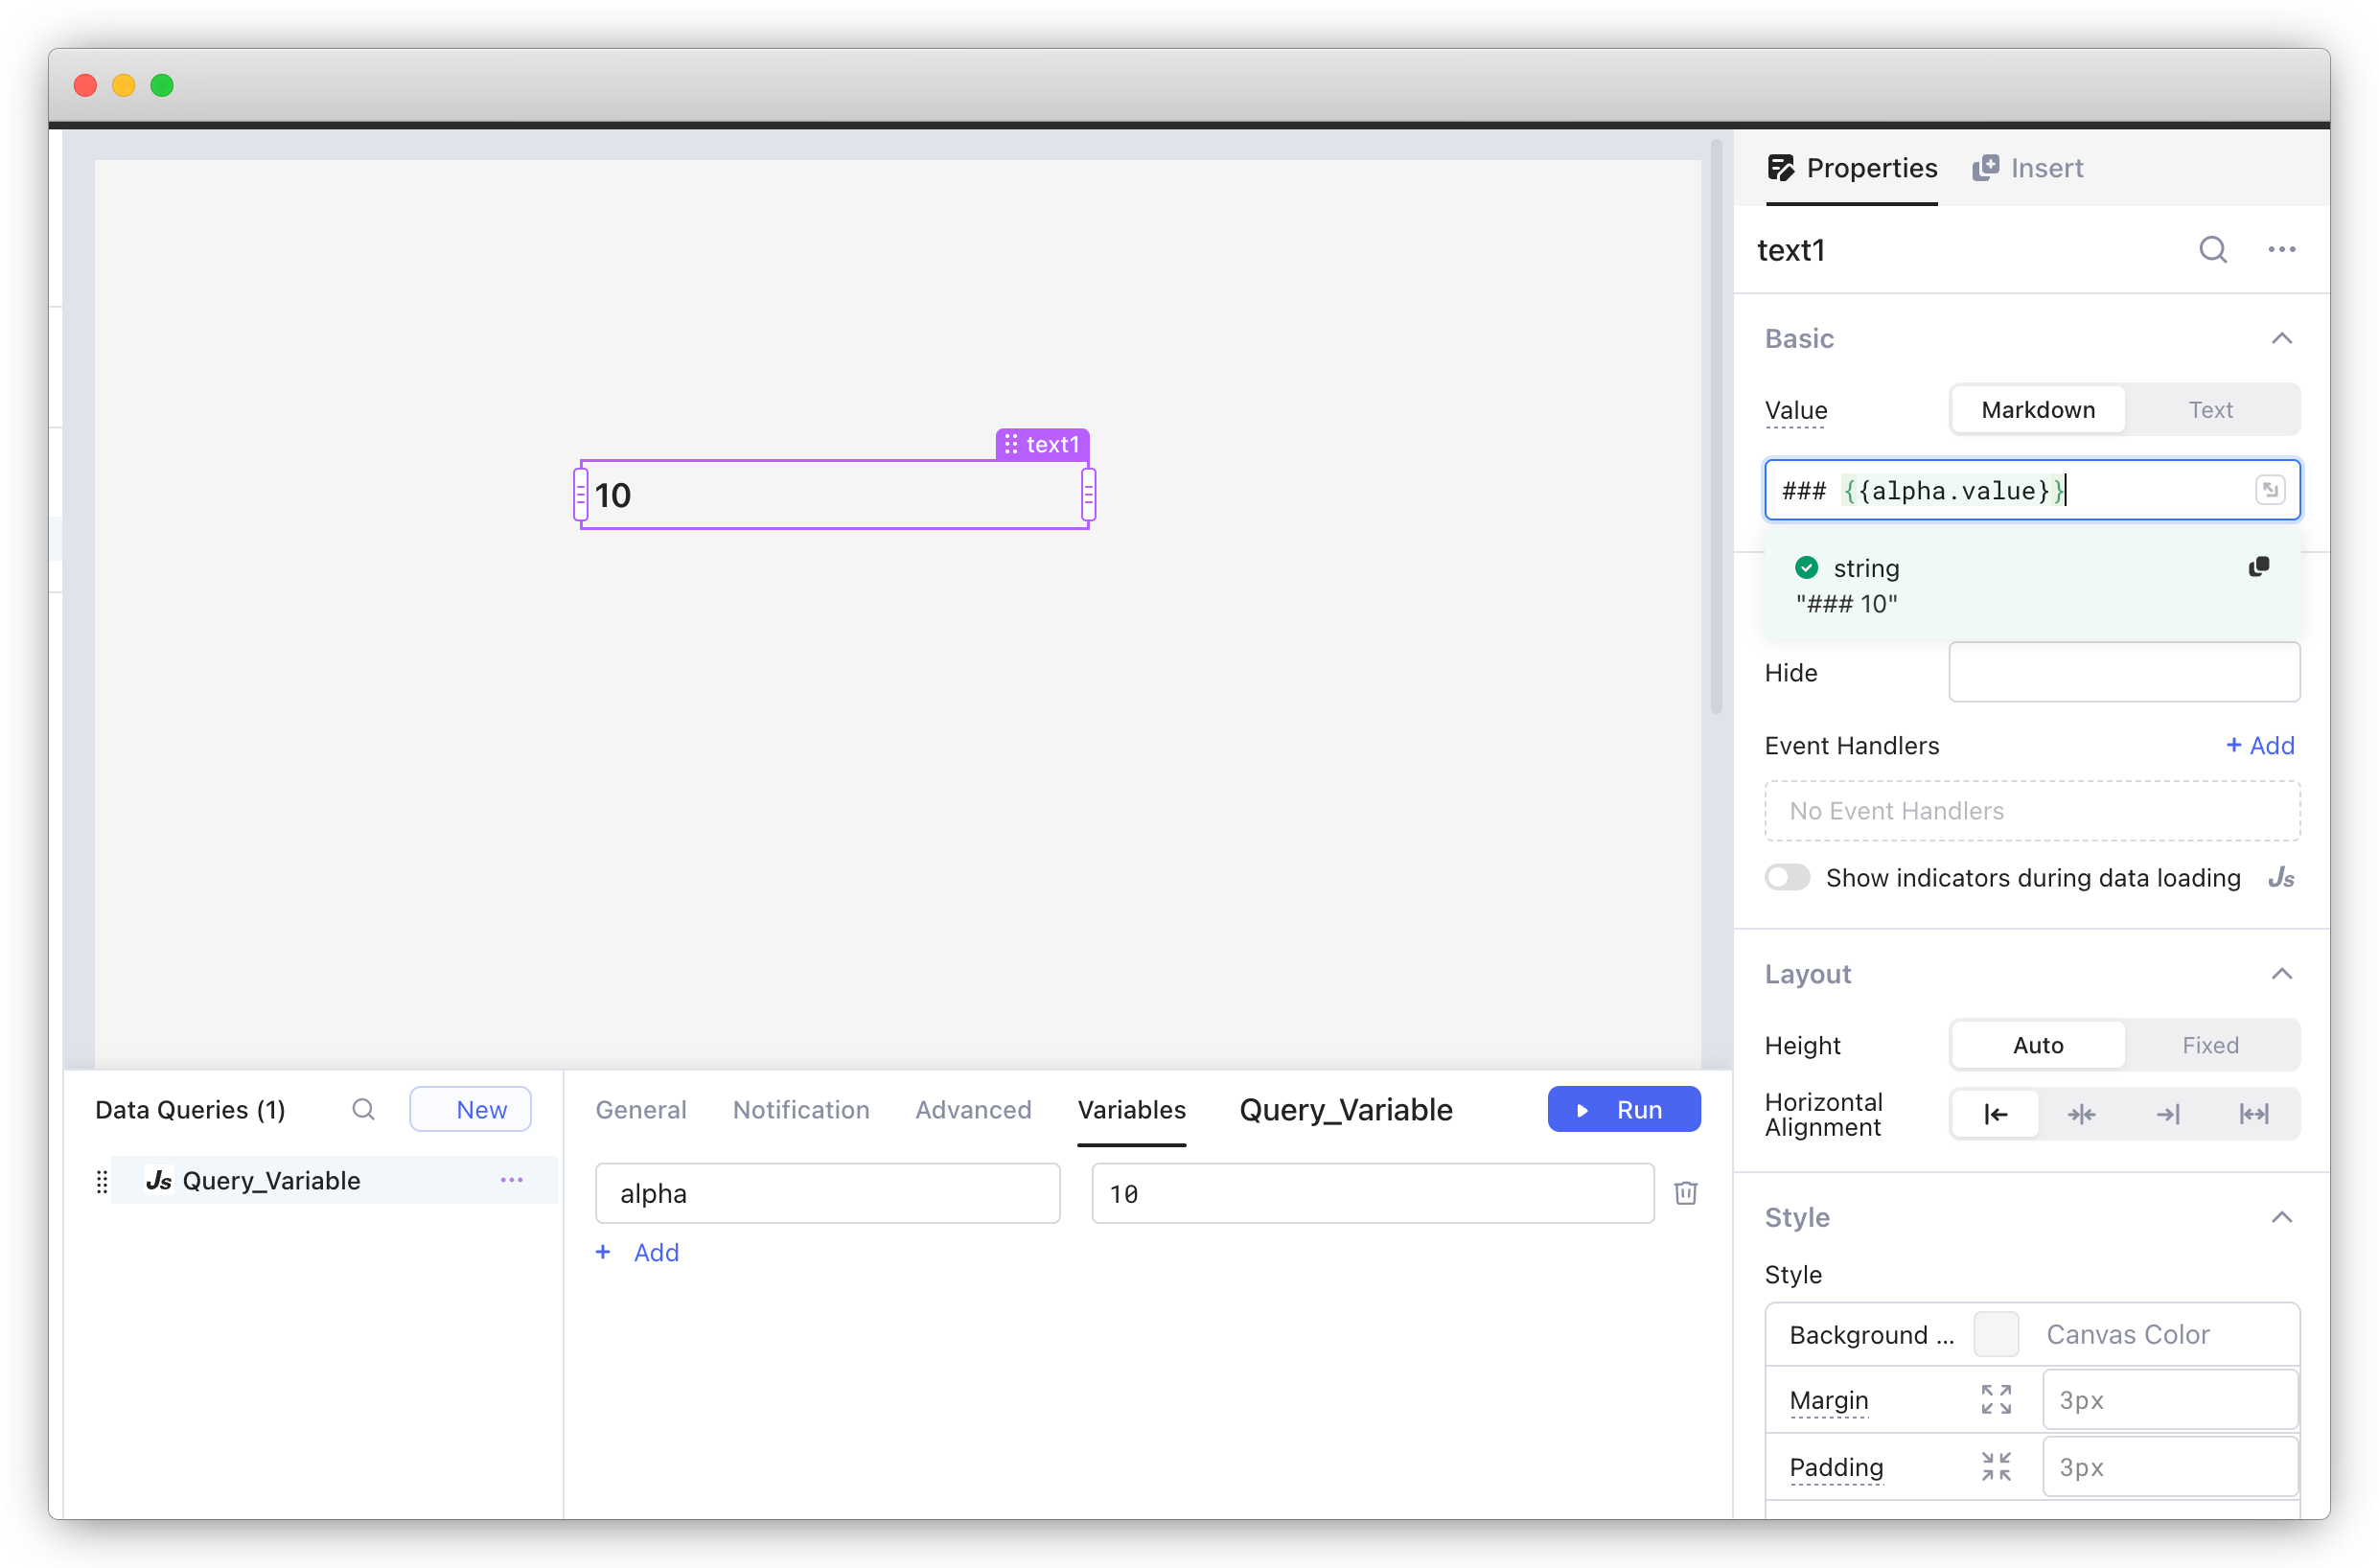 Properties
Insert
text1
Basic
Value
Markdown
Text
text1
10
### {{alpha.value}}
string
"### 10"
Hide
Event Handlers
+ Add
No Event Handlers
Show indicators during data loading
Js
Layout
Height
Auto
Fixed
Horizontal
Alignment
Style
Style
Background ...
Canvas Color
Margin
3px
Padding
3px
Data Queries (1)
New
Js Query_Variable
General
Notification
Advanced
Variables
Query_Variable
Run
alpha
10
+ Add